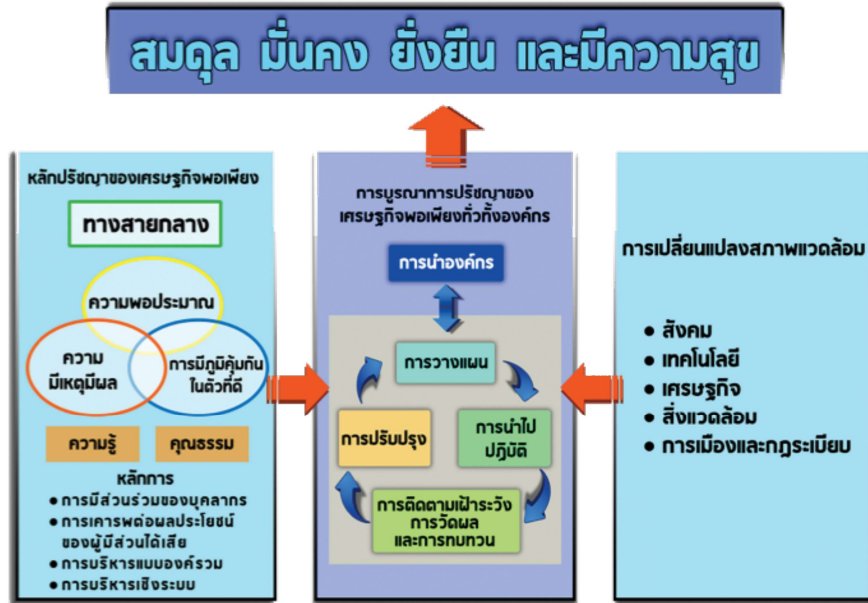 สมดุล มั่นคง ยั่งยืน และมีความสุข
หลักปรัชญาของเศรษฐกิจพอเพียง
ทางสายกลาง
ความพอประมาณ
ความ
มีเหตุมีผล
การมีภูมิคุ้มกัน
ในตัวที่ดี
ความรู้
คุณธรรม
หลักการ
• การมีส่วนร่วมของบุคลากร
• การเคารพต่อผลประโยชน์
ของผู้มีส่วนได้เสีย
• การบริหารแบบองค์รวม
• การบริหารเชิงระบบ
การบูรณาการปรัชญาของ
เศรษฐกิจพอเพียงทั่วทั้งองค์กร
การนำองค์กร
การวางแผน
การนำไป
ปฏิบัติ
การติดตามเฝ้าระวัง
การวัดผล
และการทบทวน
การปรับปรุง
การเปลี่ยนแปลงสภาพแวดล้อม
• สังคม
• เทคโนโลยี
• เศรษฐกิจ
• สิ่งแวดล้อม
• การเมืองและกฎระเบียบ